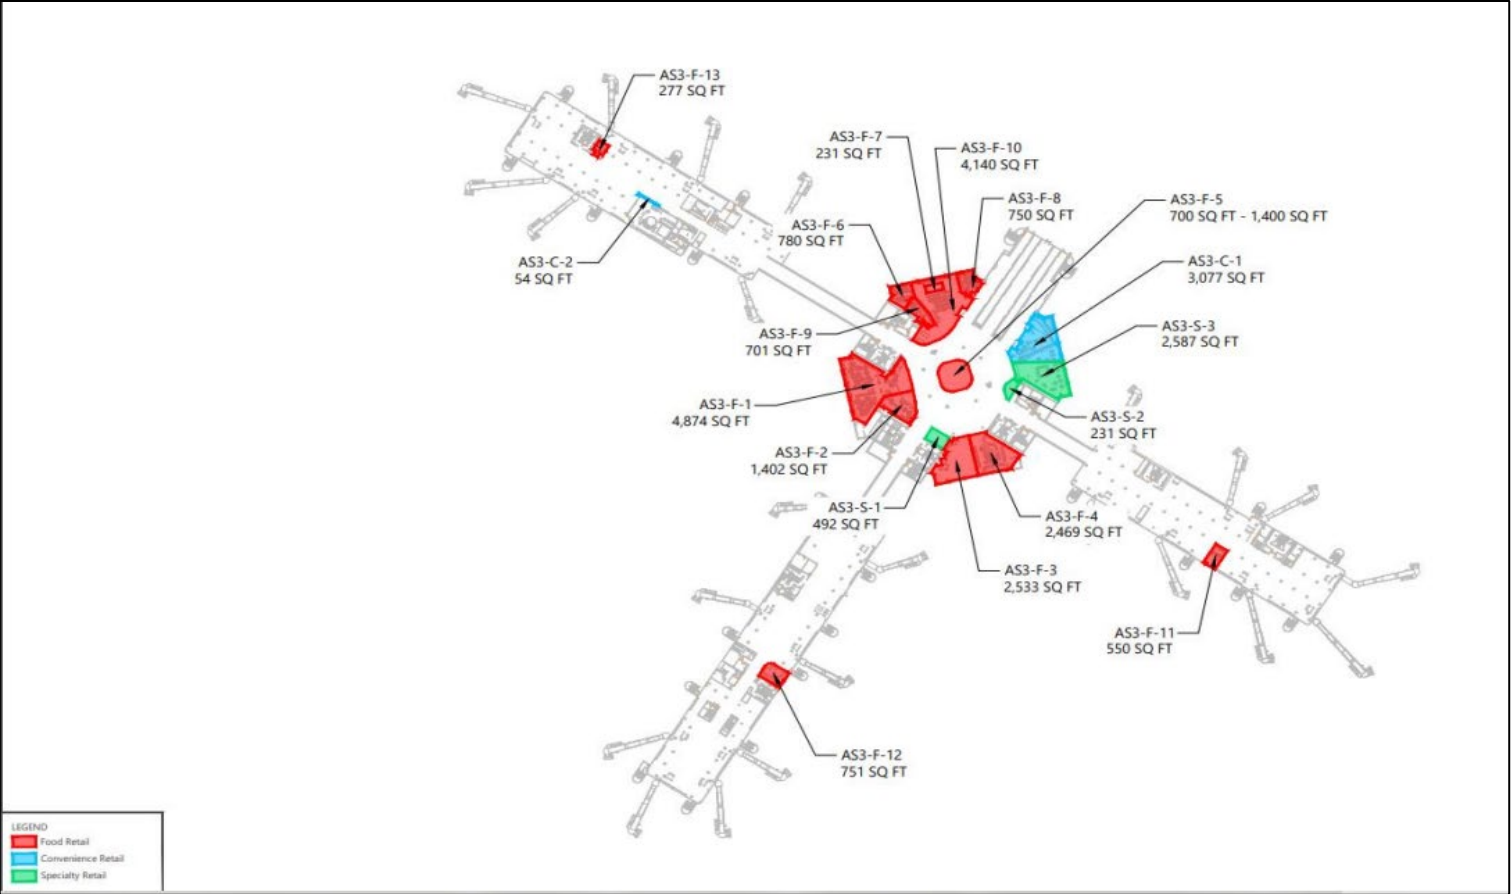 AS3-F-13
277 SQ FT
AS3-F-7
231 SQ FT
AS3-F-10
4,140 SQ FT
AS3-F-8
750 SQ FT
AS3-F-5
700 SQ FT - 1,400 SQ FT
AS3-F-6
780 SQ FT
AS3-C-2
54 SQ FT
AS3-C-1
3,077 SQ FT
AS3-F-9
701 SQ FT
AS3-S-3
2,587 SQ FT
AS3-F-1
4,874 SQ FT
AS3-S-2
231 SQ FT
AS3-F-2
1,402 SQ FT
AS3-S-1
492 SQ FT
AS3-F-4
2,469 SQ FT
AS3-F-3
2,533 SQ FT
AS3-F-11
550 SQ FT
AS3-F-12
751 SQ FT
LEGEND
Food Retail
Convenience Retail
Specialty Retail